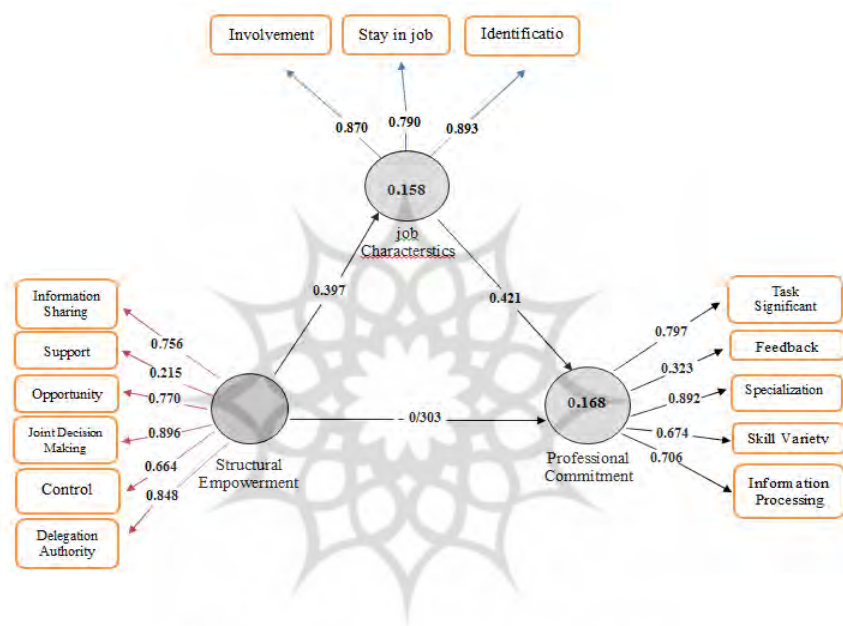 Involvement
Stay in job
Identificatio
0.870
0.790
0.893
0.158
job
Characterstics
0.397
0.421
Information
Sharing
Support
Opportunity
Joint Decision
Making
Control
Delegation
Authority
0.756
0.215
0.770
0.896
0.664
0.848
Structural
Empowerment
- 0/303
0.168
Professional
Commitment
0.797
0.323
0.892
0.674
0.706
Task
Significant
Feedback
Specialization
Skill Variety
Information
Processing